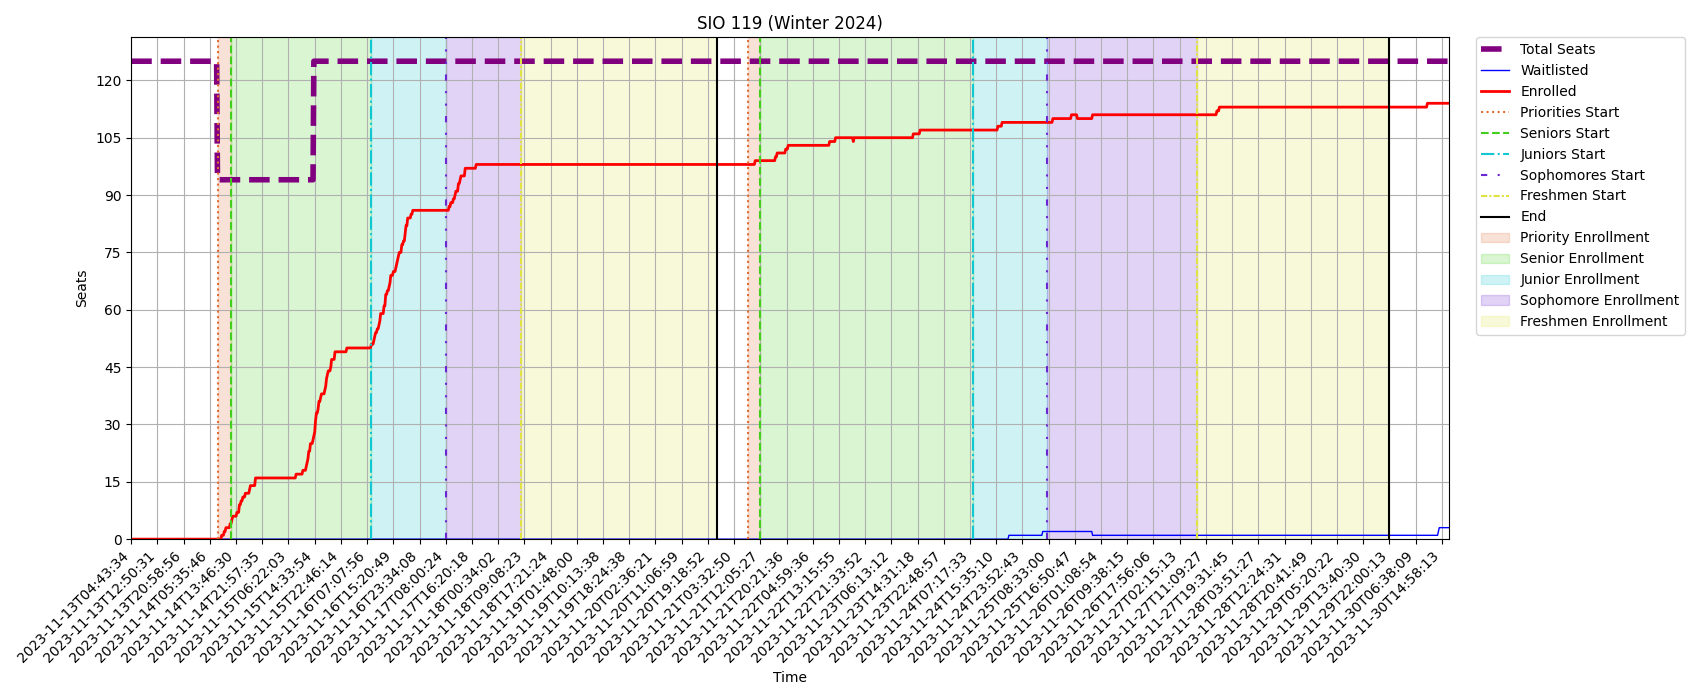 SIO 119 (Winter 2024)
Seats
120
105
90
75
60
45
30
15
0
2023-11-13T04:43:34
2023-11-13T12:50:31
2023-11-13T20:58:56
2023-11-14T05:35:46
2023-11-14T13:46:30
2023-11-14T21:57:35
2023-11-15T06:22:03
2023-11-15T14:33:54
2023-11-15T22:46:14
2023-11-16T07:07:56
2023-11-16T15:20:49
2023-11-16T23:34:08
2023-11-17T08:00:24
2023-11-17T16:20:18
2023-11-18T00:34:02
2023-11-18T09:08:23
2023-11-18T17:21:24
2023-11-19T01:48:00
2023-11-19T10:13:38
2023-11-19T18:24:38
2023-11-20T02:36:21
2023-11-20T11:06:59
2023-11-20T19:18:52
2023-11-21T03:32:50
2023-11-21T12:05:27
2023-11-21T20:21:36
2023-11-22T04:59:36
2023-11-22T13:15:55
2023-11-22T21:33:52
2023-11-23T06:13:12
2023-11-23T14:31:18
2023-11-23T22:48:57
2023-11-24T07:17:33
2023-11-24T15:35:10
2023-11-24T23:52:43
2023-11-25T08:33:00
2023-11-25T16:50:47
2023-11-26T01:08:54
2023-11-26T09:38:15
2023-11-26T17:56:06
2023-11-27T02:15:13
2023-11-27T11:09:27
2023-11-27T19:31:45
2023-11-28T03:51:27
2023-11-28T12:24:31
2023-11-28T20:41:49
2023-11-29T05:20:22
2023-11-29T13:40:30
2023-11-29T22:00:13
2023-11-30T06:38:09
2023-11-30T14:58:13
Time
Total Seats
Waitlisted
Enrolled
Priorities Start
Seniors Start
Juniors Start
Sophomores Start
Freshmen Start
End
Priority Enrollment
Senior Enrollment
Junior Enrollment
Sophomore Enrollment
Freshmen Enrollment